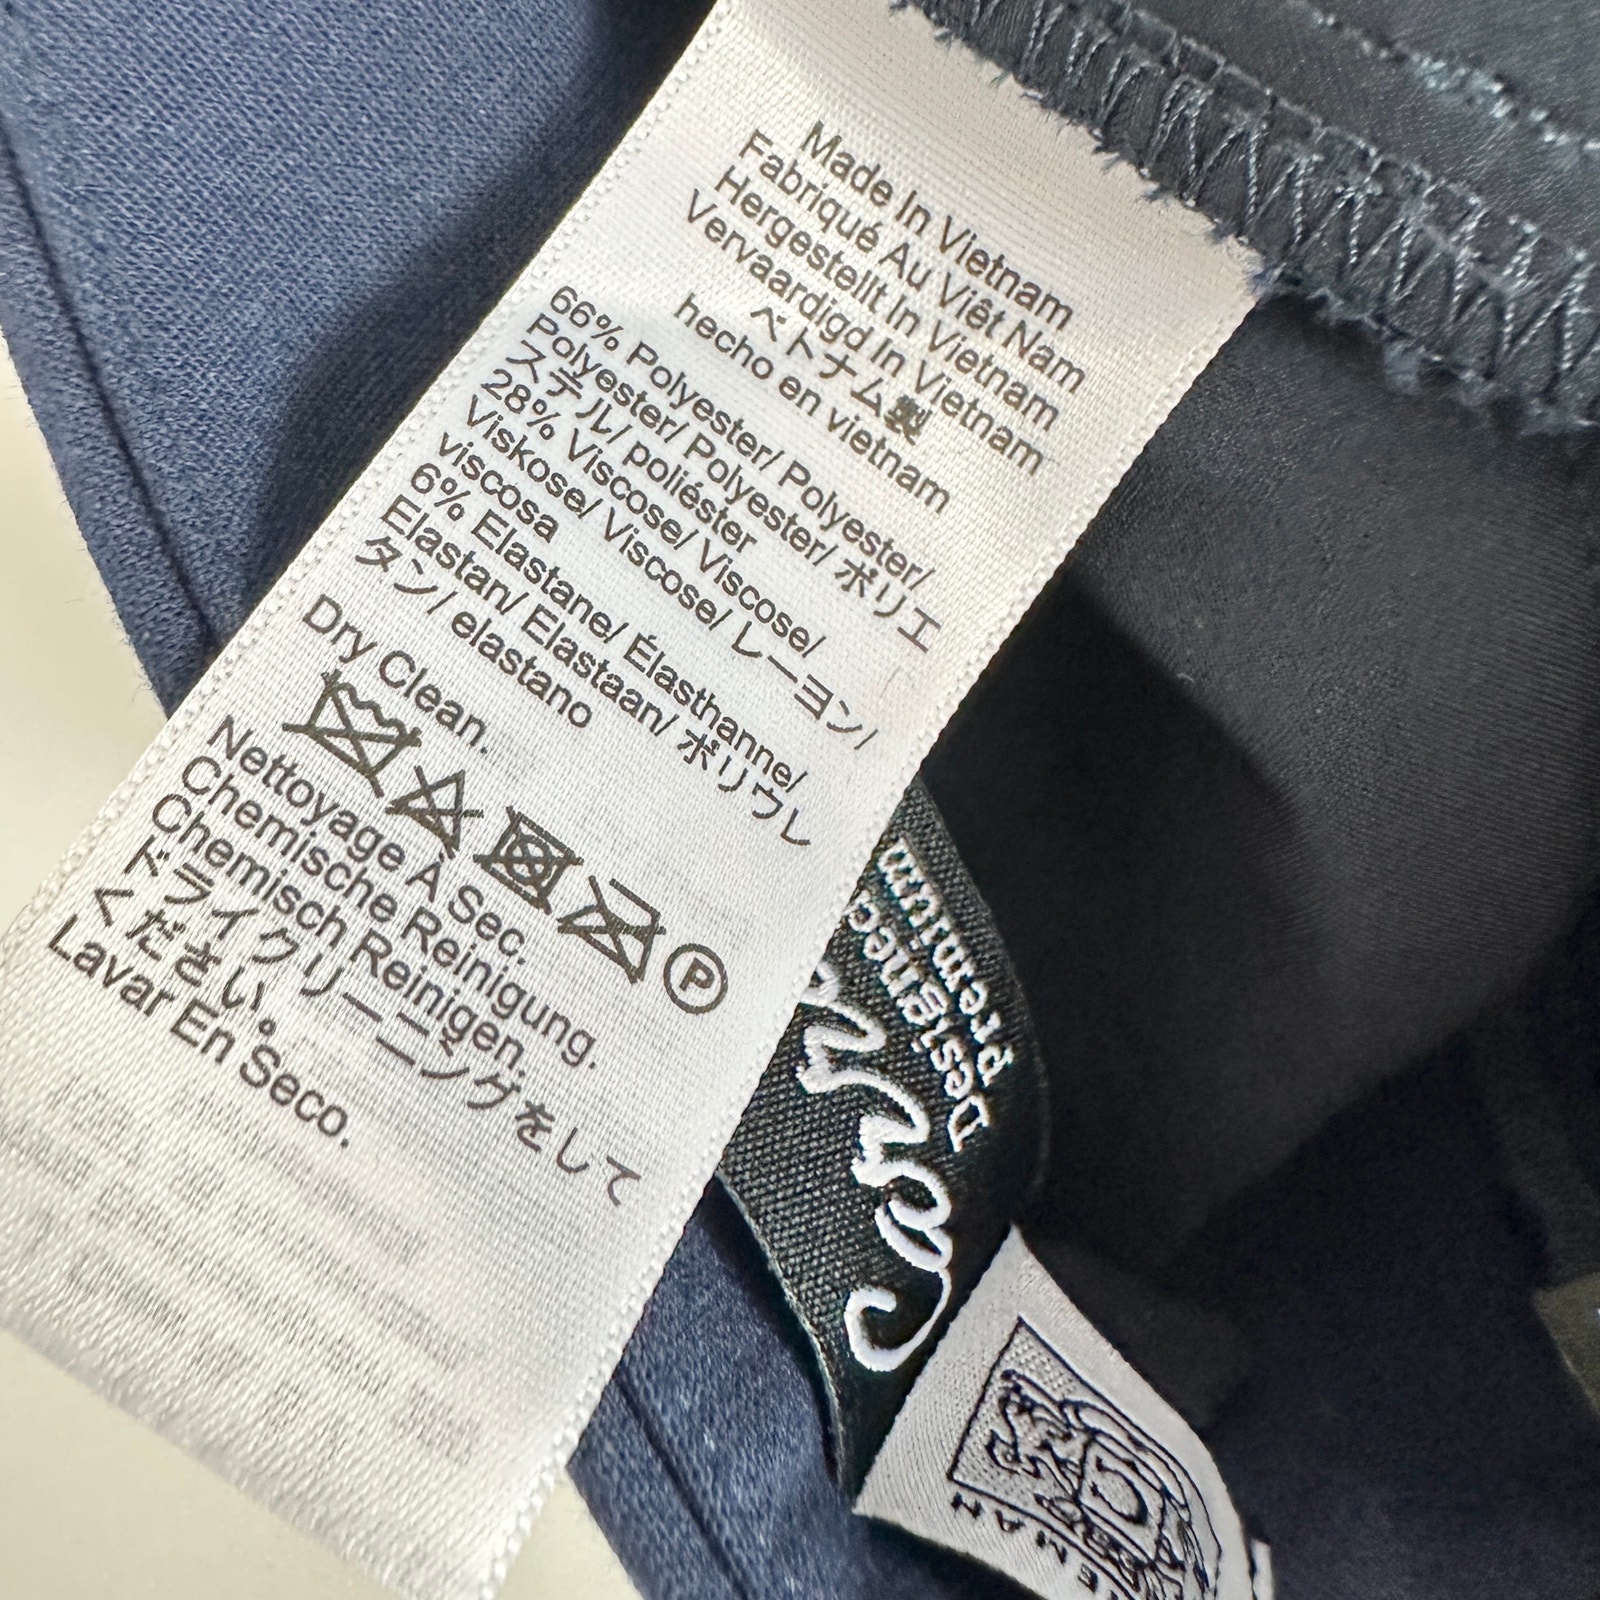 Made In Vietnam
Fabriqué Au Viêt Nam
Hergestellt In Vietnam
Vervaardigd In Vietnam
ベトナム製
hecho en vietnam
66% Polyester/ Polyester/
Polyester/ Polyester/ ポリエ
ステル/ poliéster
28% Viscose/ Viscose/
Viskose/ Viscose/ レーヨン/
viscosa
6% Elastane/ Élasthanne/
Elastan/ Elastaan/ ポリウレ
タン/ elastano
Dry Clean.
P
Nettoyage À Sec.
Chemische Reinigung.
Chemisch Reinigen.
ドライクリーニングをして
ください。
Lavar En Seco.
premium